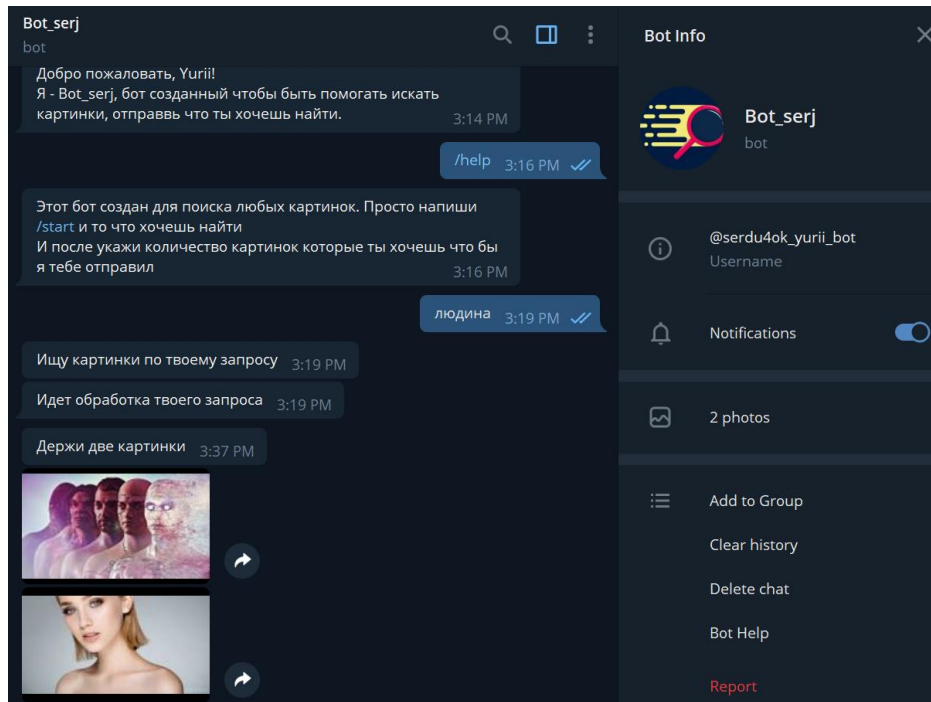 Bot_serj
bot
Добро пожаловать, Yurii!
Я - Bot_serj, бот созданный чтобы быть помогать искать
картинки, отправвь что ты хочешь найти.
3:14 PM
/help 3:16 PM
Этот бот создан для поиска любых картинок. Просто напиши
/start и то что хочешь найти
И после укажи количество картинок которые ты хочешь что бы
я тебе отправил
3:16 PM
людина 3:19 PM
Ищу картинки по твоему запросу 3:19 PM
Идет обработка твоего запроса 3:19 PM
Держи две картинки 3:37 PM
Bot Info
Bot_serj
bot
@serdu4ok_yurii_bot
Username
Notifications
2 photos
Add to Group
Clear history
Delete chat
Bot Help
Report